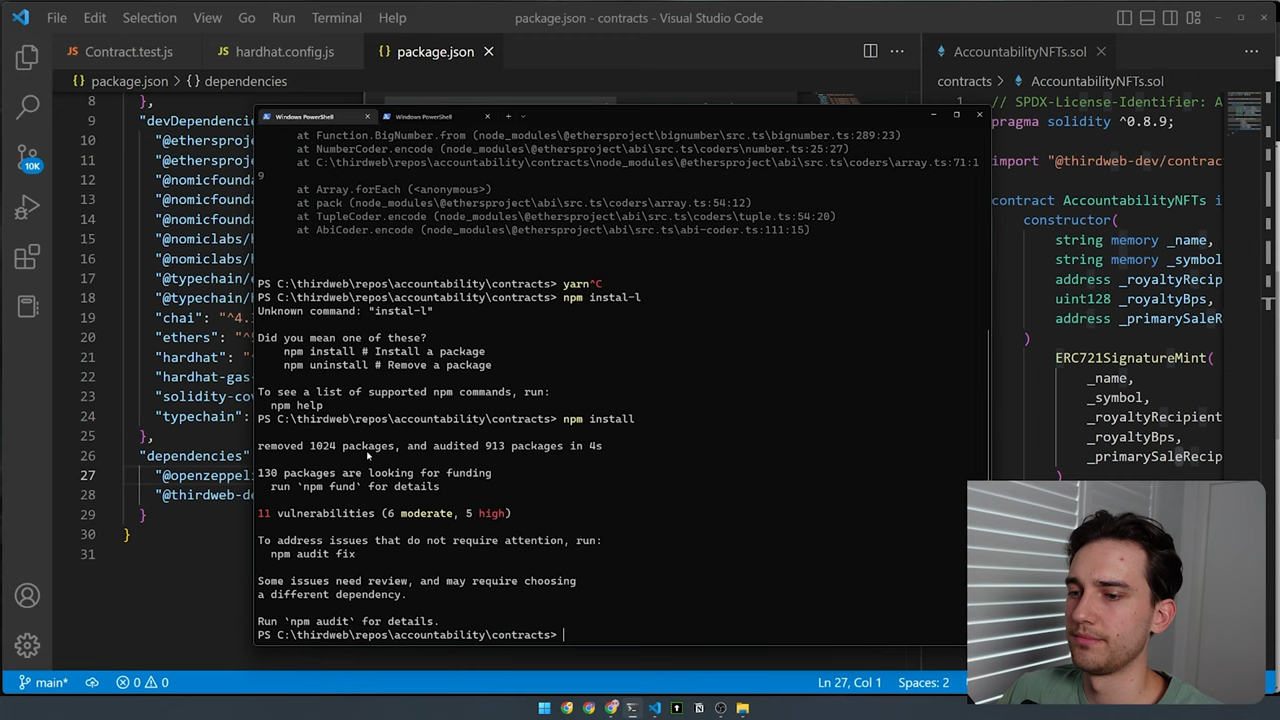 File Edit Selection View Go Run Terminal Help
package.json - contracts - Visual Studio Code
JS Contract.test.js
JS hardhat.config.js
{} package.json
AccountabilityNFTs.sol
{} package.json > {} dependencies
contracts > AccountabilityNFTs.sol
8 },
9 "devDependenci
10 "@ethersproje
11 "@ethersproje
12 "@nomicfounda
13 "@nomicfounda
14 "@nomicfounda
15 "@nomiclabs/h
16 "@nomiclabs/h
17 "@typechain/e
18 "@typechain/h
19 "chai": "^4.
20 "ethers": "^
21 "hardhat": "
22 "hardhat-gas-
23 "solidity-cov
24 "typechain":
25 },
26 "dependencies"
27 "@openzeppel
28 "@thirdweb-de
29 }
30 }
31
10K
Windows PowerShell
Windows PowerShell
at Function.BigNumber.from (node_modules\@ethersproject\bignumber\src.ts\bignumber.ts:289:23)
at NumberCoder.encode (node_modules\@ethersproject\abi\src.ts\coders\number.ts:25:27)
at C:\thirdweb\repos\accountability\contracts\node_modules\@ethersproject\abi\src.ts\coders\array.ts:71:1
9
at Array.forEach (<anonymous>)
at pack (node_modules\@ethersproject\abi\src.ts\coders\array.ts:54:12)
at TupleCoder.encode (node_modules\@ethersproject\abi\src.ts\coders\tuple.ts:54:20)
at AbiCoder.encode (node_modules\@ethersproject\abi\src.ts\abi-coder.ts:111:15)
PS C:\thirdweb\repos\accountability\contracts> yarn^C
PS C:\thirdweb\repos\accountability\contracts> npm instal-l
Unknown command: "instal-l"
Did you mean one of these?
npm install # Install a package
npm uninstall # Remove a package
To see a list of supported npm commands, run:
npm help
PS C:\thirdweb\repos\accountability\contracts> npm install
removed 1024 packages, and audited 913 packages in 4s
130 packages are looking for funding
run `npm fund` for details
11 vulnerabilities (6 moderate, 5 high)
To address issues that do not require attention, run:
npm audit fix
Some issues need review, and may require choosing
a different dependency.
Run `npm audit` for details.
PS C:\thirdweb\repos\accountability\contracts>
// SPDX-License-Identifier: A
pragma solidity ^0.8.9;
import "@thirdweb-dev/contrac
contract AccountabilityNFTs i
constructor(
string memory _name,
string memory _symbo
address _royaltyRecip
uint128 _royaltyBps,
address _primarySaleR
)
ERC721SignatureMint(
_name,
_symbol,
_royaltyRecipient
_royaltyBps,
_primarySaleRecip
)
main* 0 0
Ln 27, Col 1 Spaces: 2